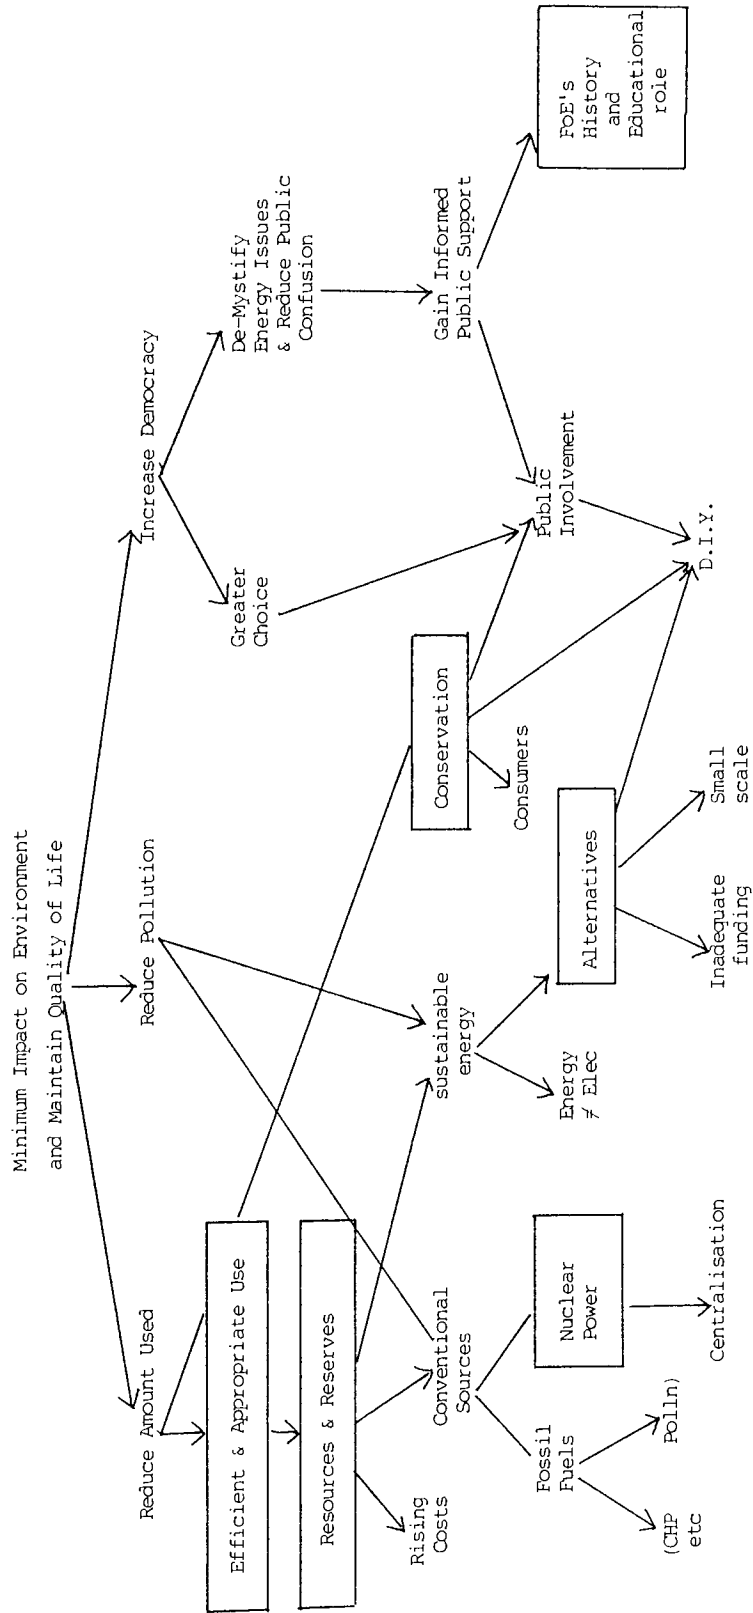 Minimum Impact on Environment
and Maintain Quality of Life
Reduce Amount Used
Reduce Pollution
Increase Democracy
Efficient & Appropriate Use
Greater
Choice
De-Mystify
Energy Issues
& Reduce Public
Confusion
Resources & Reserves
Rising
Costs
Conventional
Sources
sustainable
energy
Conservation
Gain Informed
Public Support
Consumers
Fossil
Fuels
Nuclear
Power
Energy
≠ Elec
Alternatives
Public
Involvement
FoE's
History
and
Educational
role
(CHP
etc
Polln)
Centralisation
Inadequate
funding
Small
scale
D.I.Y.